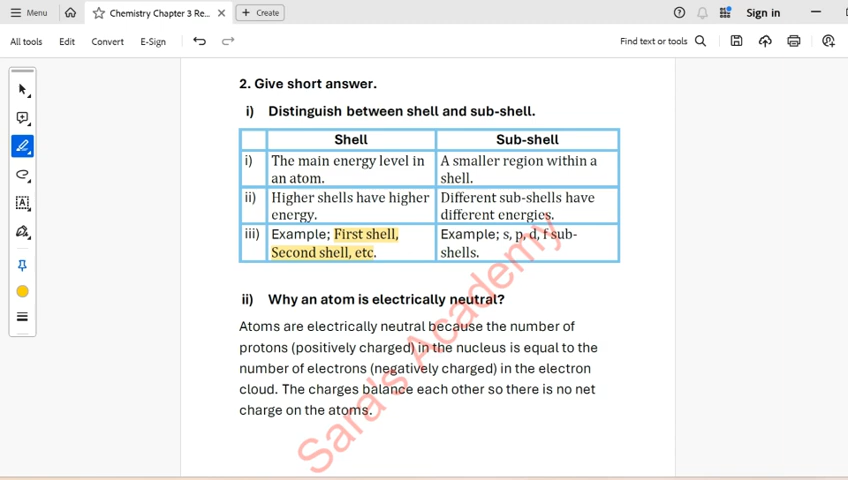 Menu
Chemistry Chapter 3 Re...
Create
Sign in
All tools
Edit
Convert
E-Sign
Find text or tools
2. Give short answer.
i) Distinguish between shell and sub-shell.
Shell
Sub-shell
i)
The main energy level in
an atom.
A smaller region within a
shell.
ii)
Higher shells have higher
energy.
Different sub-shells have
different energies.
iii)
Example; First shell,
Second shell, etc.
Example; s, p, d, f sub-
shells.
ii) Why an atom is electrically neutral?
Atoms are electrically neutral because the number of
protons (positively charged) in the nucleus is equal to the
number of electrons (negatively charged) in the electron
cloud. The charges balance each other so there is no net
charge on the atoms.
Sara's Academy